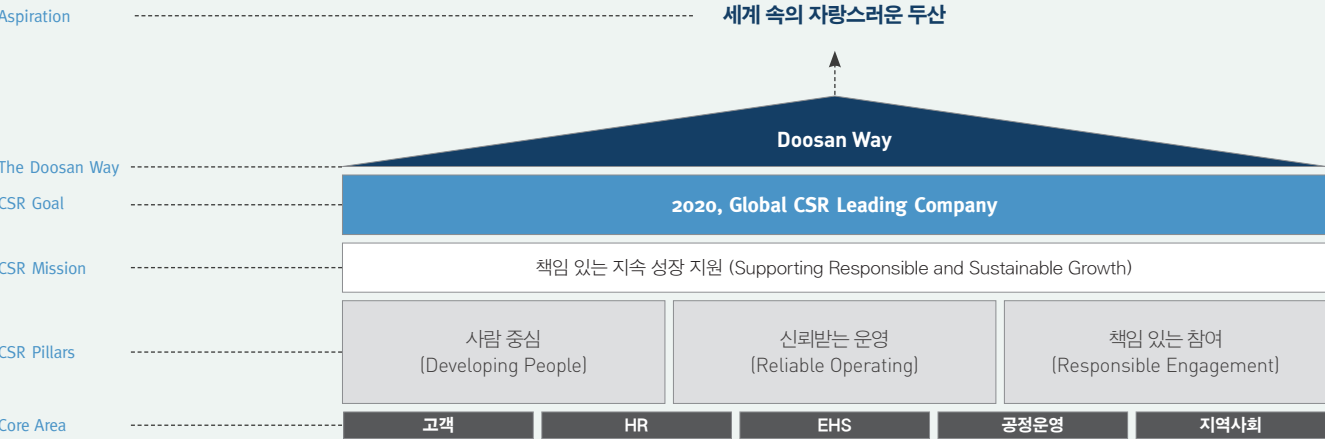 Aspiration
세계 속의 자랑스러운 두산
Doosan Way
The Doosan Way
CSR Goal
2020, Global CSR Leading Company
CSR Mission
책임 있는 지속 성장 지원 (Supporting Responsible and Sustainable Growth)
CSR Pillars
사람 중심
(Developing People)
신뢰받는 운영
(Reliable Operating)
책임 있는 참여
(Responsible Engagement)
Core Area
고객
HR
EHS
공정운영
지역사회